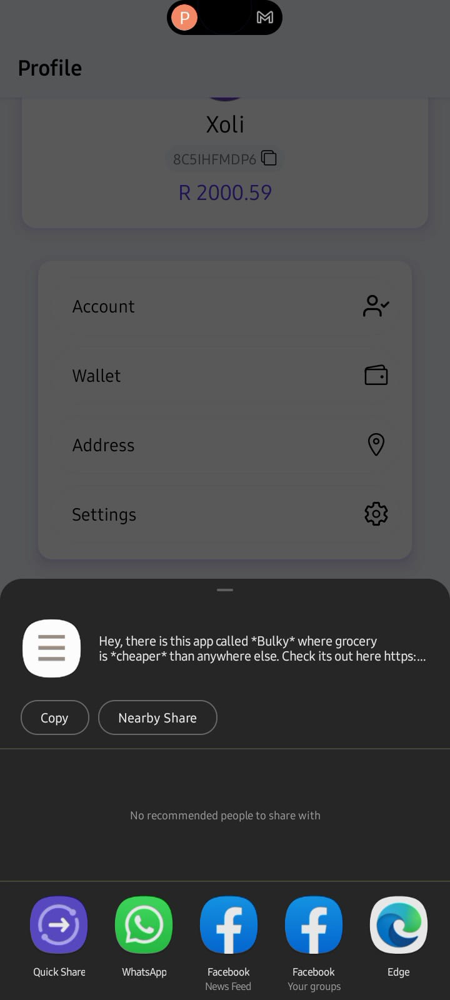 P
Profile
Xoli
8C5IHFMDP6
R 2000.59
Account
Wallet
Address
Settings
Hey, there is this app called *Bulky* where grocery
is *cheaper* than anywhere else. Check its out here https:...
Copy
Nearby Share
No recommended people to share with
Quick Share
WhatsApp
Facebook
News Feed
Facebook
Your groups
Edge